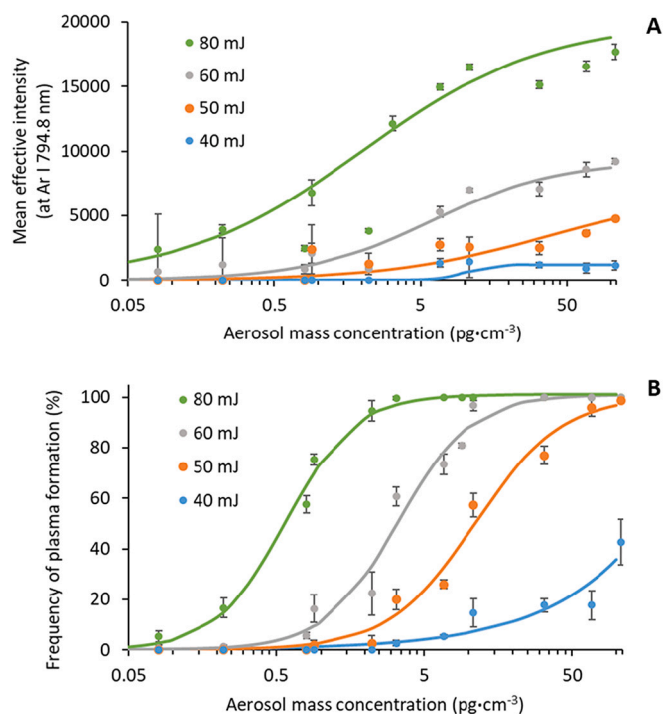 A
20000
15000
10000
5000
0
Mean effective intensity
(at Ar I 794.8 nm)
80 mJ
60 mJ
50 mJ
40 mJ
0.05 0.5 5 50
Aerosol mass concentration (pg·cm-3)
B
100
80
60
40
20
0
Frequency of plasma formation (%)
80 mJ
60 mJ
50 mJ
40 mJ
0.05 0.5 5 50
Aerosol mass concentration (pg·cm-3)